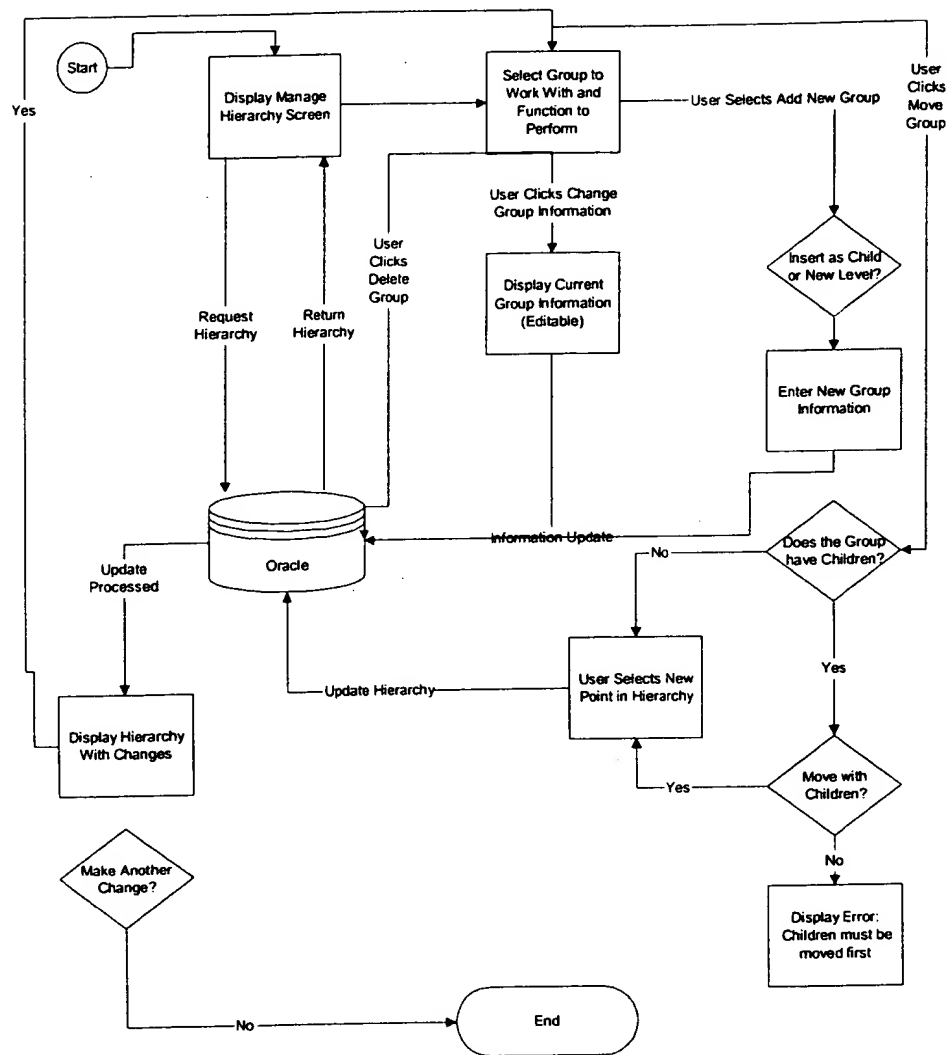 Start
Yes
Display Manage
Hierarchy Screen
Select Group to
Work With and
Function to
Perform
User Selects Add New Group
User
Clicks
Move
Group
User Clicks Change
Group Information
User
Clicks
Delete
Group
Insert as Child
or New Level?
Display Current
Group Information
(Editable)
Request
Hierarchy
Return
Hierarchy
Enter New Group
Information
Oracle
Information Update
Does the Group
have Children?
No
Update
Processed
Yes
Update Hierarchy
User Selects New
Point in Hierarchy
Display Hierarchy
With Changes
Yes
Move with
Children?
No
Make Another
Change?
Display Error:
Children must be
moved first
No
End